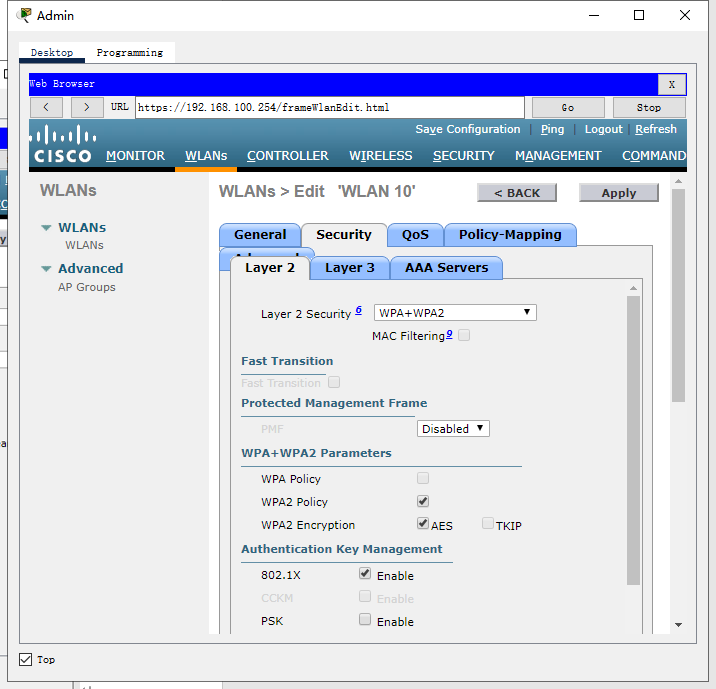 Admin
Desktop Programming
Web Browser X
< > URL https://192.168.100.254/frameWlanEdit.html Go Stop
Save Configuration | Ping | Logout | Refresh
CISCO MONITOR WLANs CONTROLLER WIRELESS SECURITY MANAGEMENT COMMAND
WLANs
WLANs
WLANs
Advanced
AP Groups
WLANs > Edit 'WLAN 10' < BACK Apply
General Security QoS Policy-Mapping
Layer 2 Layer 3 AAA Servers
Layer 2 Security 6 WPA+WPA2
MAC Filtering9
Fast Transition
Fast Transition
Protected Management Frame
PMF Disabled
WPA+WPA2 Parameters
WPA Policy
WPA2 Policy
WPA2 Encryption AES TKIP
Authentication Key Management
802.1X Enable
CCKM Enable
PSK Enable
Top